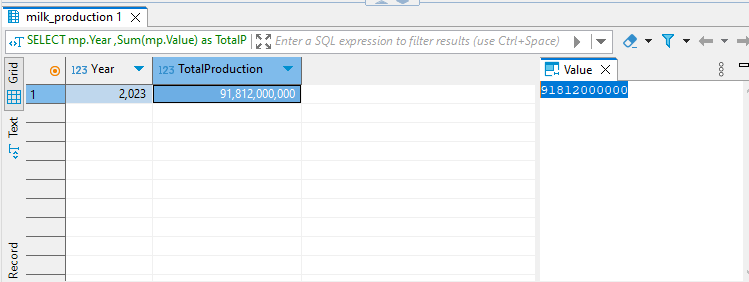 milk_production 1
SELECT mp.Year ,Sum(mp.Value) as TotalP
Enter a SQL expression to filter results (use Ctrl+Space)
Grid
Text
Record
123 Year
123 TotalProduction
1
2,023
91,812,000,000
Value
91812000000